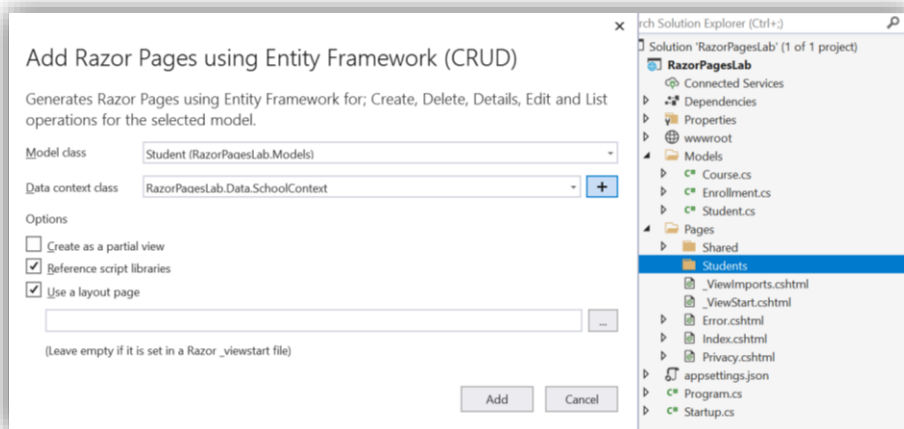 Add Razor Pages using Entity Framework (CRUD)
Generates Razor Pages using Entity Framework for; Create, Delete, Details, Edit and List
operations for the selected model.
Model class
Student (RazorPagesLab.Models)
Data context class
RazorPagesLab.Data.SchoolContext
+
Options
Create as a partial view
Reference script libraries
Use a layout page
...
(Leave empty if it is set in a Razor _viewstart file)
Add
Cancel
rch Solution Explorer (Ctrl+;)
Solution 'RazorPagesLab' (1 of 1 project)
RazorPagesLab
Connected Services
Dependencies
Properties
wwwroot
Models
C# Course.cs
C# Enrollment.cs
C# Student.cs
Pages
Shared
Students
_ViewImports.cshtml
_ViewStart.cshtml
Error.cshtml
Index.cshtml
Privacy.cshtml
appsettings.json
C# Program.cs
C# Startup.cs